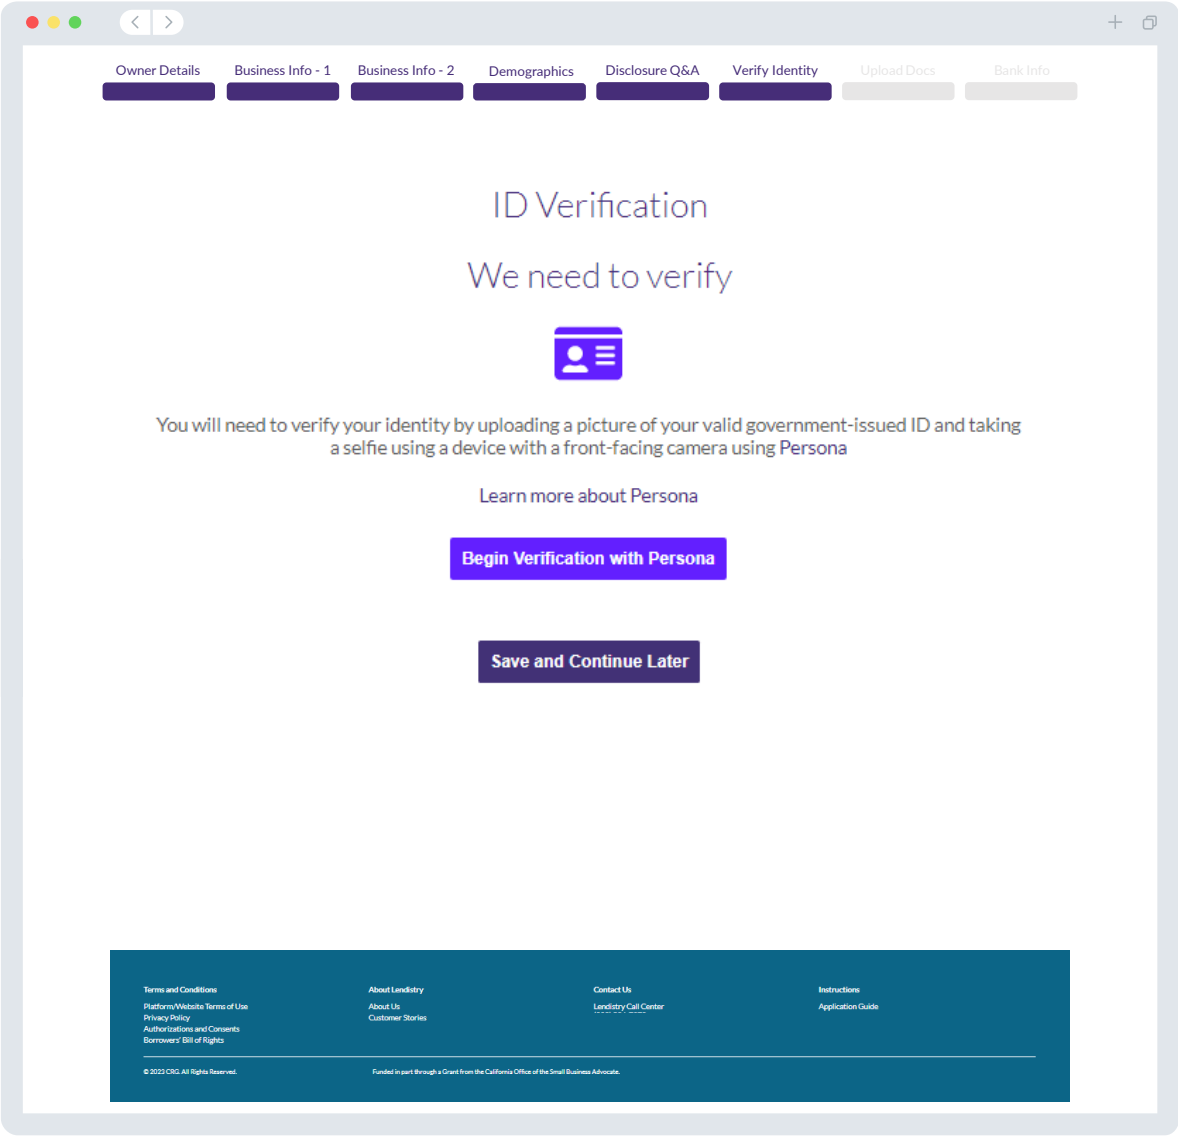 Owner Details
Business Info - 1
Business Info - 2
Demographics
Disclosure Q&A
Verify Identity
Upload Docs
Bank Info
ID Verification
We need to verify
You will need to verify your identity by uploading a picture of your valid government-issued ID and taking
a selfie using a device with a front-facing camera using Persona
Learn more about Persona
Begin Verification with Persona
Save and Continue Later
Terms and Conditions
Platform/Website Terms of Use
Privacy Policy
Authorizations and Consents
Borrowers' Bill of Rights
About Lendistry
About Us
Customer Stories
Contact Us
Lendistry Call Center
Instructions
Application Guide
© 2023 CRG. All Rights Reserved.
Funded in part through a Grant from the California Office of the Small Business Advocate.